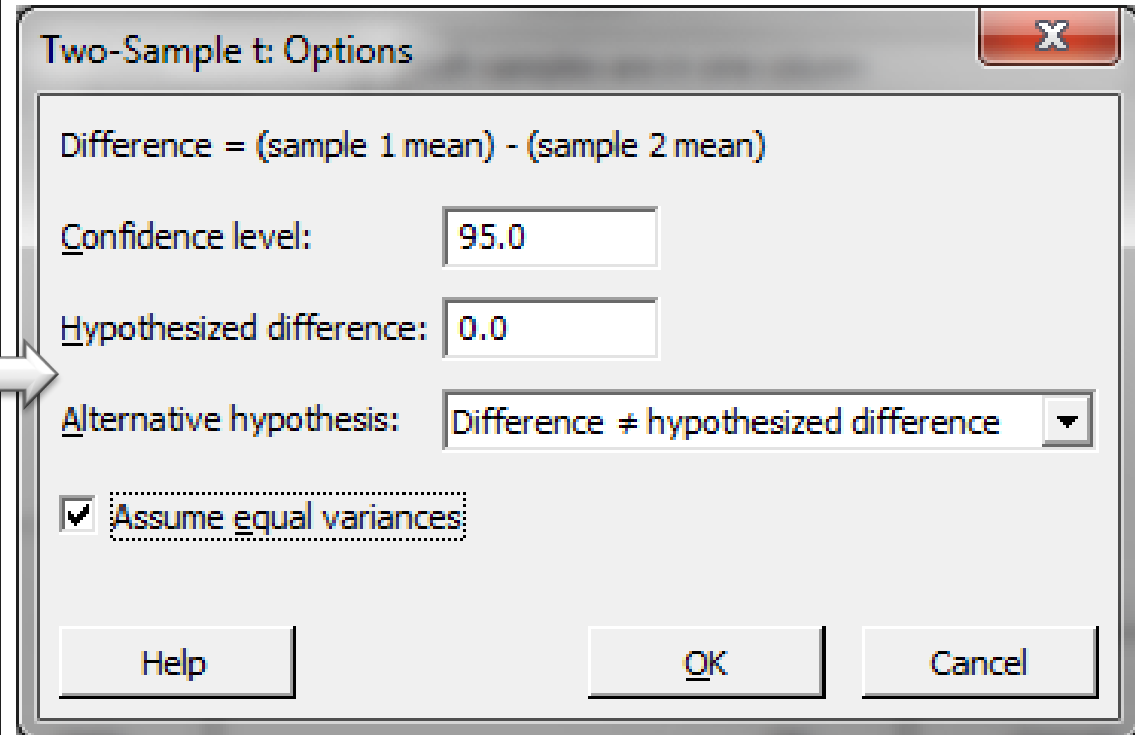 Two-Sample t: Options
Difference = (sample 1 mean) - (sample 2 mean)
Confidence level: 95.0
Hypothesized difference: 0.0
Alternative hypothesis: Difference ≠ hypothesized difference
Assume equal variances
Help OK Cancel